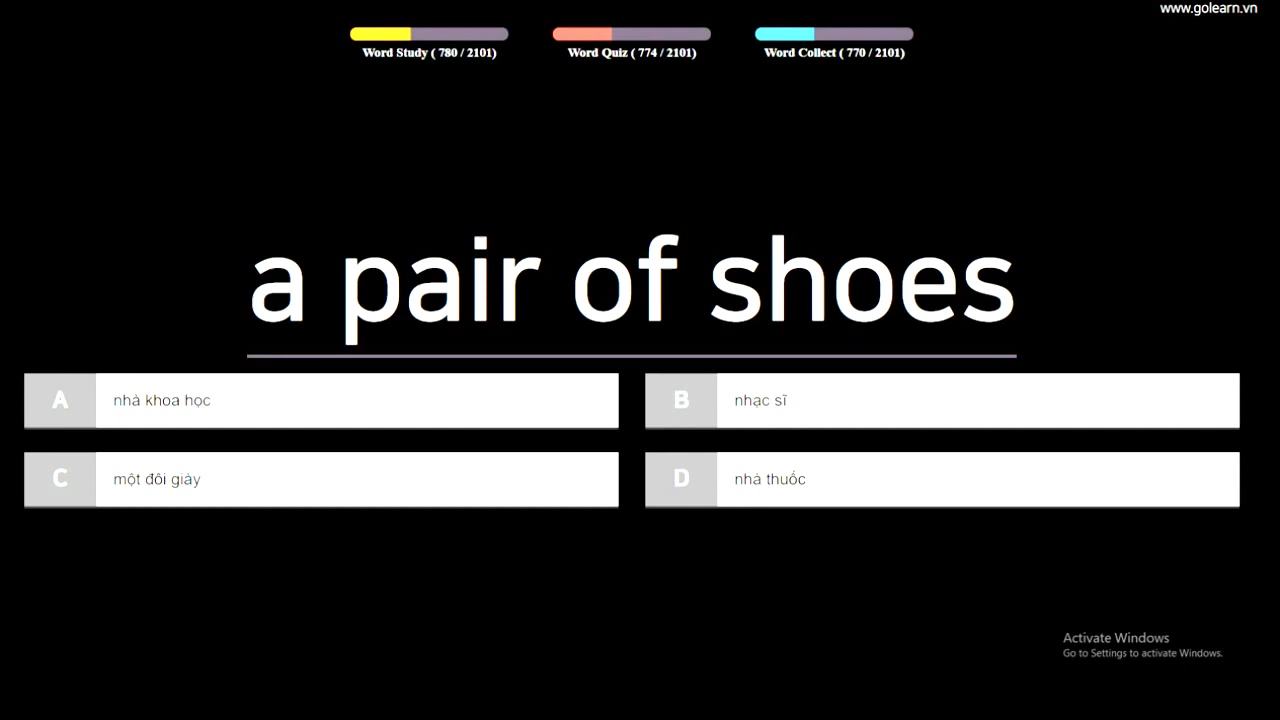 www.golearn.vn
Word Study ( 780 / 2101)
Word Quiz ( 774 / 2101)
Word Collect ( 770 / 2101)
a pair of shoes
A nhà khoa học
B nhạc sĩ
C một đôi giày
D nhà thuốc
Activate Windows
Go to Settings to activate Windows.